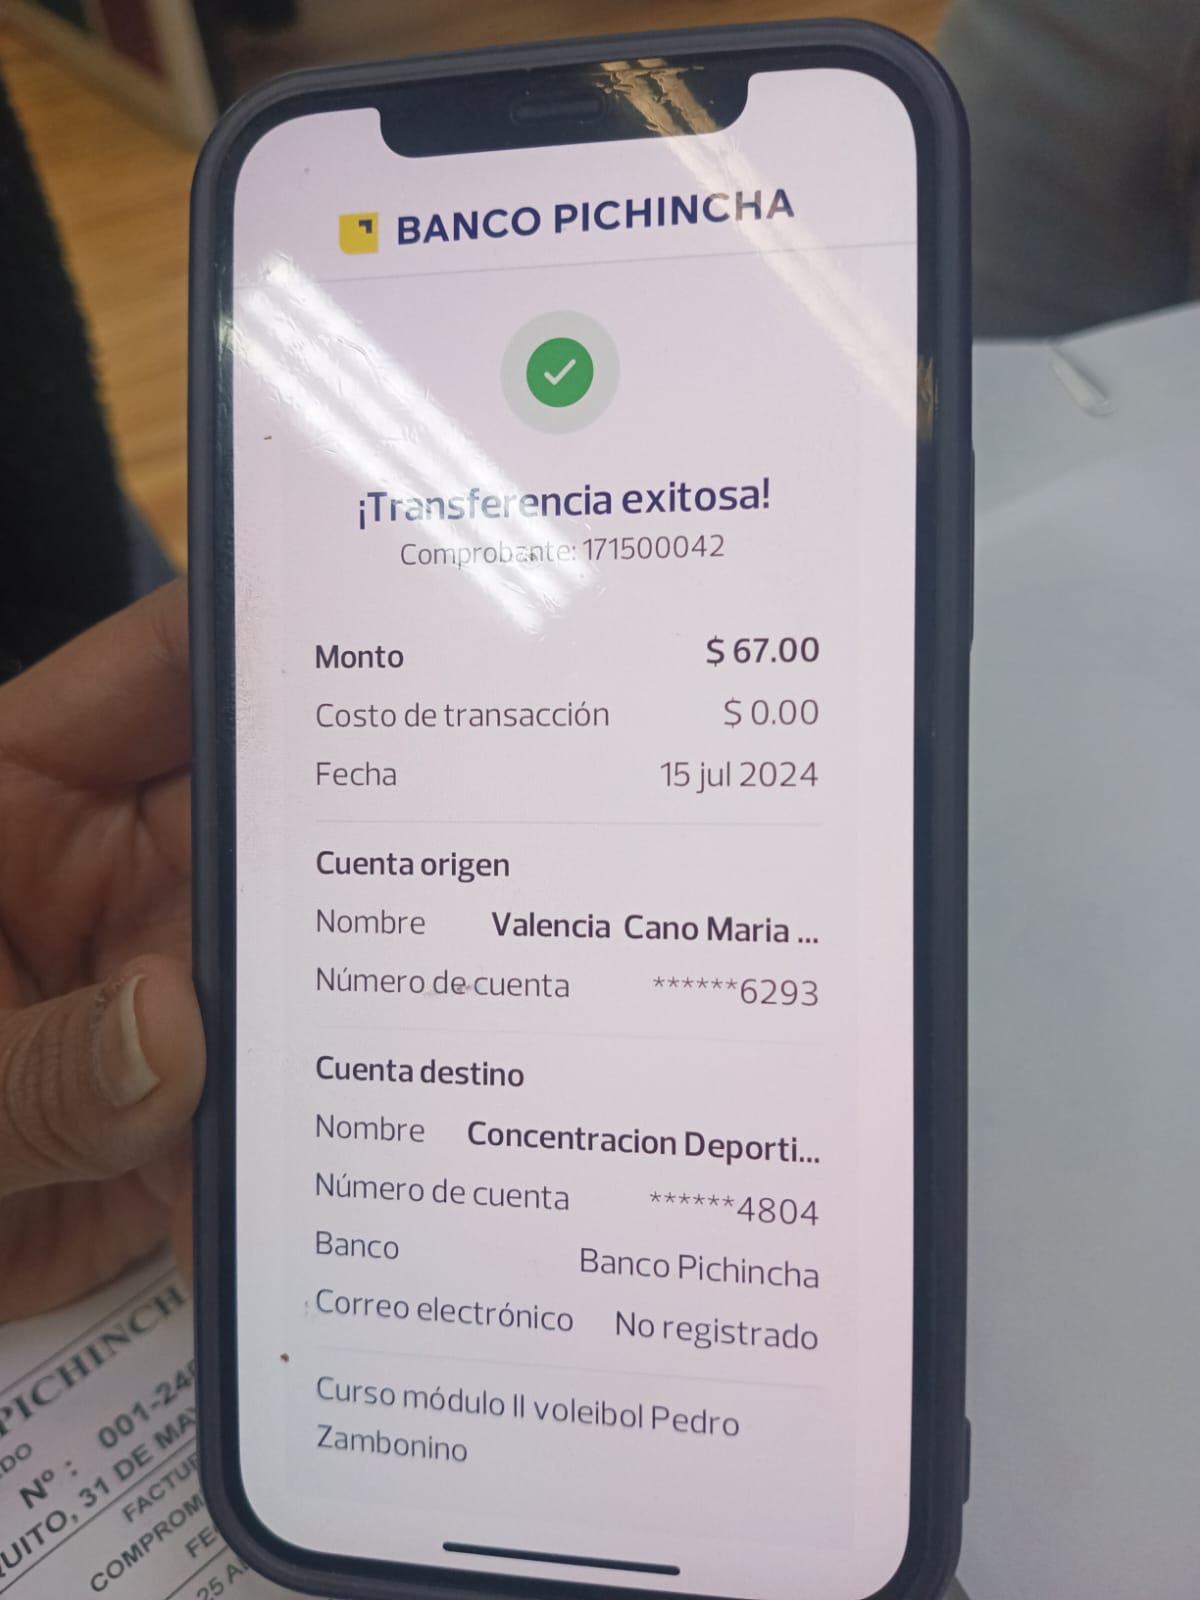 BANCO PICHINCHA
¡Transferencia exitosa!
Comprobante: 171500042
Monto $ 67.00
Costo de transacción $ 0.00
Fecha 15 jul 2024
Cuenta origen
Nombre Valencia Cano Maria ...
Número de cuenta ******6293
Cuenta destino
Nombre Concentracion Deporti...
Número de cuenta ******4804
Banco Banco Pichincha
Correo electrónico No registrado
Curso módulo II voleibol Pedro
Zambonino
PICHINCH
Nº : 001-24
UITO, 31 DE MA
FACTU
COMPROM
FE
25 A